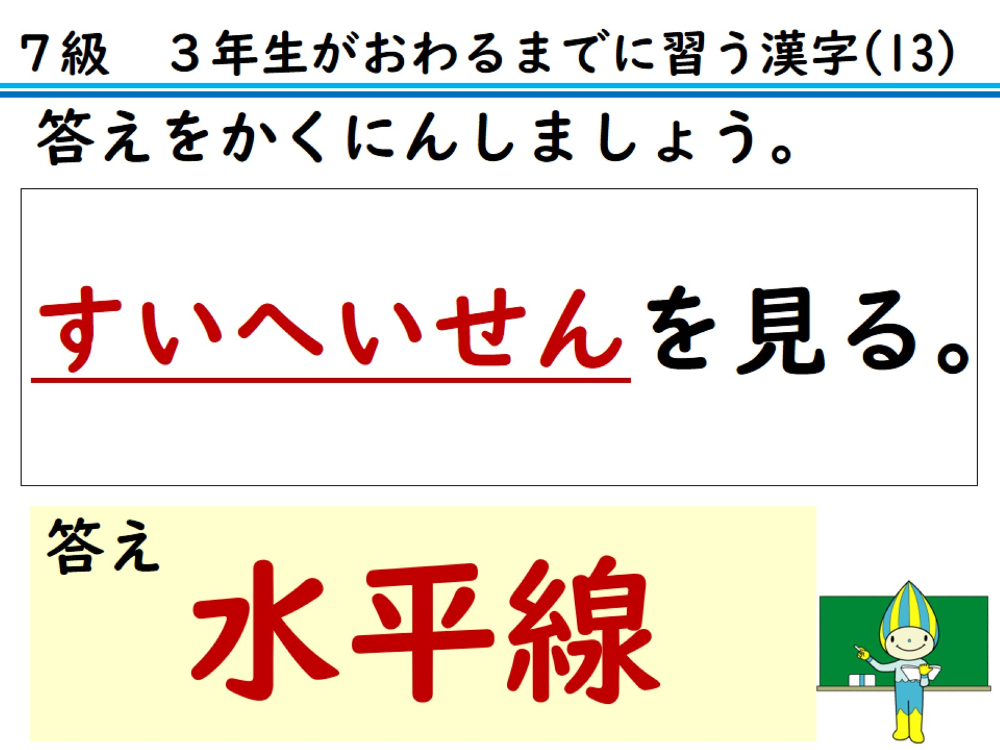 ７級　３年生がおわるまでに習う漢字(13)
答えをかくにんしましょう。
すいへいせんを見る。
答え
水平線